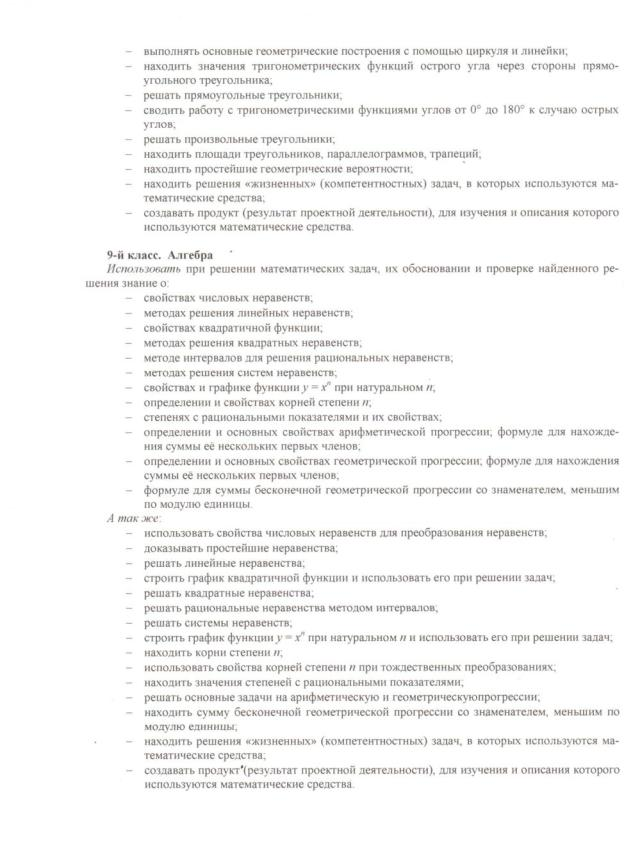 – выполнять основные геометрические построения с помощью циркуля и линейки;
– находить значения тригонометрических функций острого угла через стороны прямо-
угольного треугольника;
– решать прямоугольные треугольники;
– сводить работу с тригонометрическими функциями углов от 0° до 180° к случаю острых
углов;
– решать произвольные треугольники;
– находить площади треугольников, параллелограммов, трапеций;
– находить простейшие геометрические вероятности;
– находить решения «жизненных» (компетентностных) задач, в которых используются ма-
тематические средства;
– создавать продукт (результат проектной деятельности), для изучения и описания которого
используются математические средства.
9-й класс. Алгебра
Использовать при решении математических задач, их обосновании и проверке найденного ре-
шения знание о:
– свойствах числовых неравенств;
– методах решения линейных неравенств;
– свойствах квадратичной функции;
– методах решения квадратных неравенств;
– методе интервалов для решения рациональных неравенств;
– методах решения систем неравенств;
– свойствах и графике функции y = xⁿ при натуральном n;
– определении и свойствах корней степени n;
– степенях с рациональными показателями и их свойствах;
– определении и основных свойствах арифметической прогрессии; формуле для нахожде-
ния суммы её нескольких первых членов;
– определении и основных свойствах геометрической прогрессии; формуле для нахождения
суммы её нескольких первых членов;
– формуле для суммы бесконечной геометрической прогрессии со знаменателем, меньшим
по модулю единицы.
А так же:
– использовать свойства числовых неравенств для преобразования неравенств;
– доказывать простейшие неравенства;
– решать линейные неравенства;
– строить график квадратичной функции и использовать его при решении задач;
– решать квадратные неравенства;
– решать рациональные неравенства методом интервалов;
– решать системы неравенств;
– строить график функции y = xⁿ при натуральном n и использовать его при решении задач;
– находить корни степени n;
– использовать свойства корней степени n при тождественных преобразованиях;
– находить значения степеней с рациональными показателями;
– решать основные задачи на арифметическую и геометрическуюпрогрессии;
– находить сумму бесконечной геометрической прогрессии со знаменателем, меньшим по
модулю единицы;
– находить решения «жизненных» (компетентностных) задач, в которых используются ма-
тематические средства;
– создавать продукт (результат проектной деятельности), для изучения и описания которого
используются математические средства.